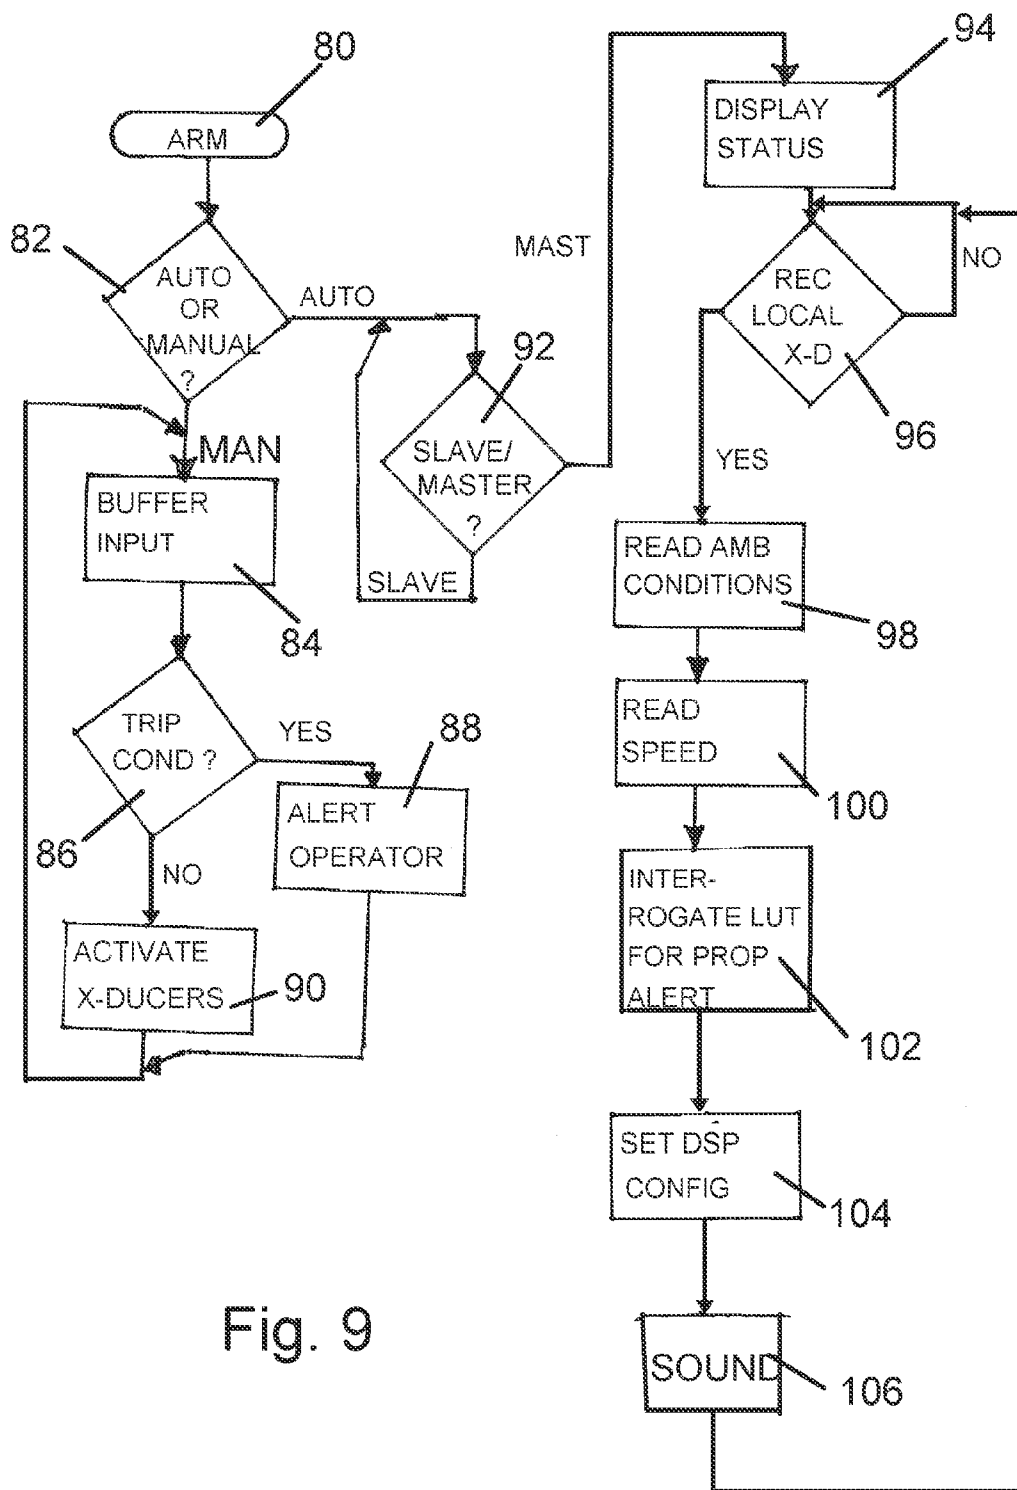 80
ARM
82
AUTO
OR
MANUAL
?
AUTO
MAN
BUFFER
INPUT
84
TRIP
COND ?
86
YES
88
ALERT
OPERATOR
NO
ACTIVATE
X-DUCERS
90
92
SLAVE/
MASTER
?
SLAVE
MAST
94
DISPLAY
STATUS
REC
LOCAL
X-D
NO
96
YES
READ AMB
CONDITIONS
98
READ
SPEED
100
INTER-
ROGATE LUT
FOR PROP
ALERT
102
SET DSP
CONFIG
104
SOUND
106
Fig. 9